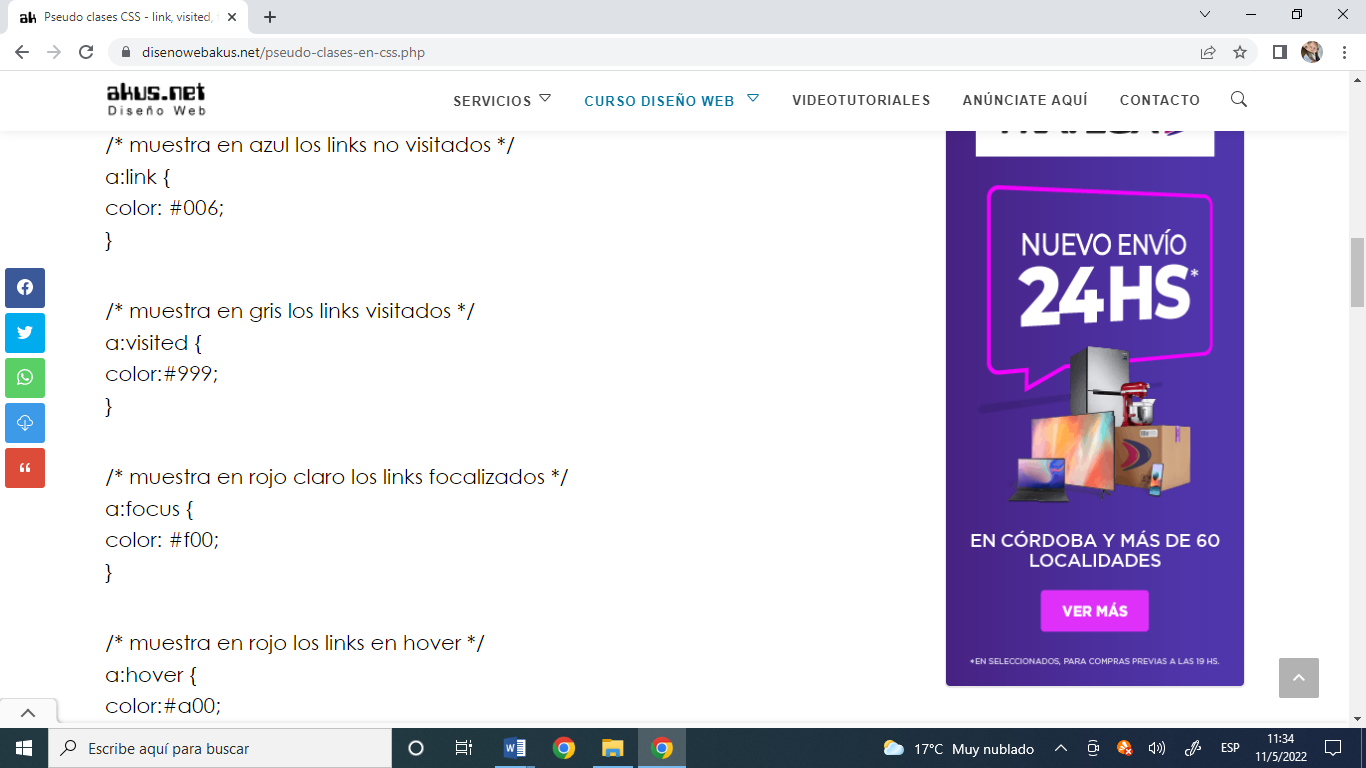 Pseudo clases CSS - link, visited,
disenowebakus.net/pseudo-clases-en-css.php
akus.net
Diseño Web
SERVICIOS
CURSO DISEÑO WEB
VIDEOTUTORIALES
ANÚNCIATE AQUÍ
CONTACTO
/* muestra en azul los links no visitados */
a:link {
color: #006;
}
/* muestra en gris los links visitados */
a:visited {
color:#999;
}
/* muestra en rojo claro los links focalizados */
a:focus {
color: #f00;
}
/* muestra en rojo los links en hover */
a:hover {
color:#a00;
NUEVO ENVÍO
24HS*
EN CÓRDOBA Y MÁS DE 60
LOCALIDADES
VER MÁS
*EN SELECCIONADOS, PARA COMPRAS PREVIAS A LAS 19 HS.
Escribe aquí para buscar
17°C Muy nublado
ESP
11:34
11/5/2022